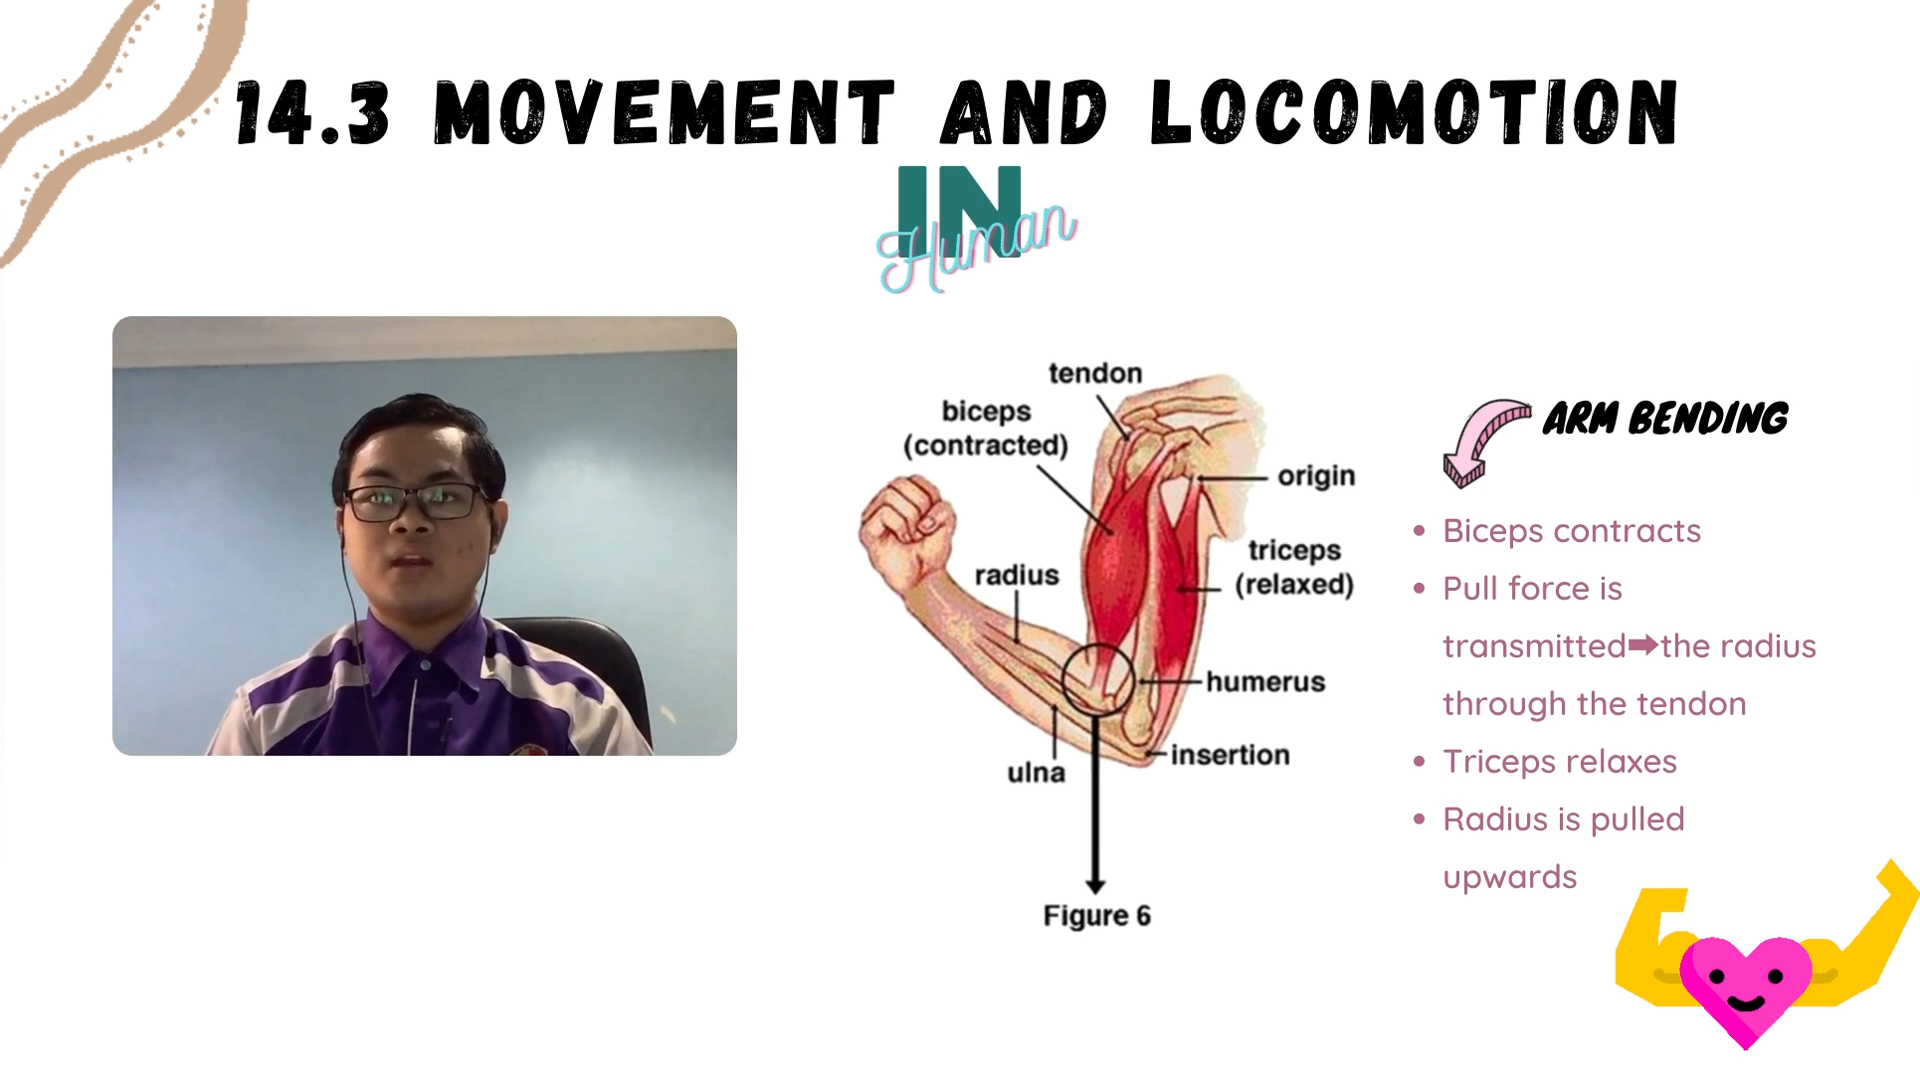 14.3 MOVEMENT AND LOCOMOTION
IN
Human
tendon
biceps
(contracted)
origin
triceps
(relaxed)
radius
humerus
insertion
ulna
Figure 6
ARM BENDING
• Biceps contracts
• Pull force is
transmitted➡the radius
through the tendon
• Triceps relaxes
• Radius is pulled
upwards